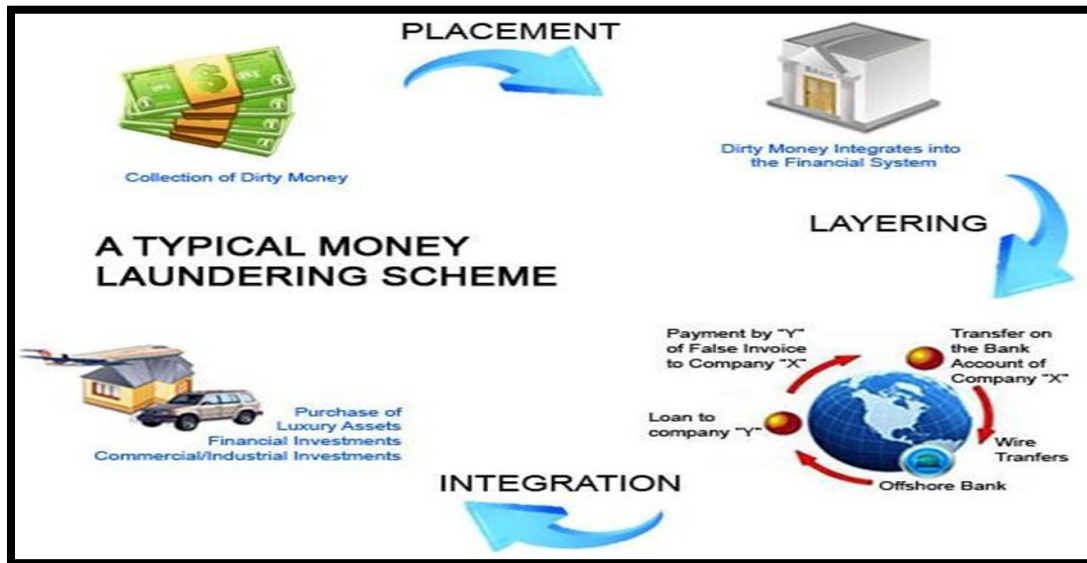 PLACEMENT
Collection of Dirty Money
BANK
Dirty Money Integrates into
the Financial System
LAYERING
A TYPICAL MONEY
LAUNDERING SCHEME
Payment by "Y"
of False Invoice
to Company "X"
Transfer on
the Bank
Account of
Company "X"
Loan to
company "Y"
Wire
Tranfers
Offshore Bank
Purchase of
Luxury Assets
Financial Investments
Commercial/Industrial Investments
INTEGRATION